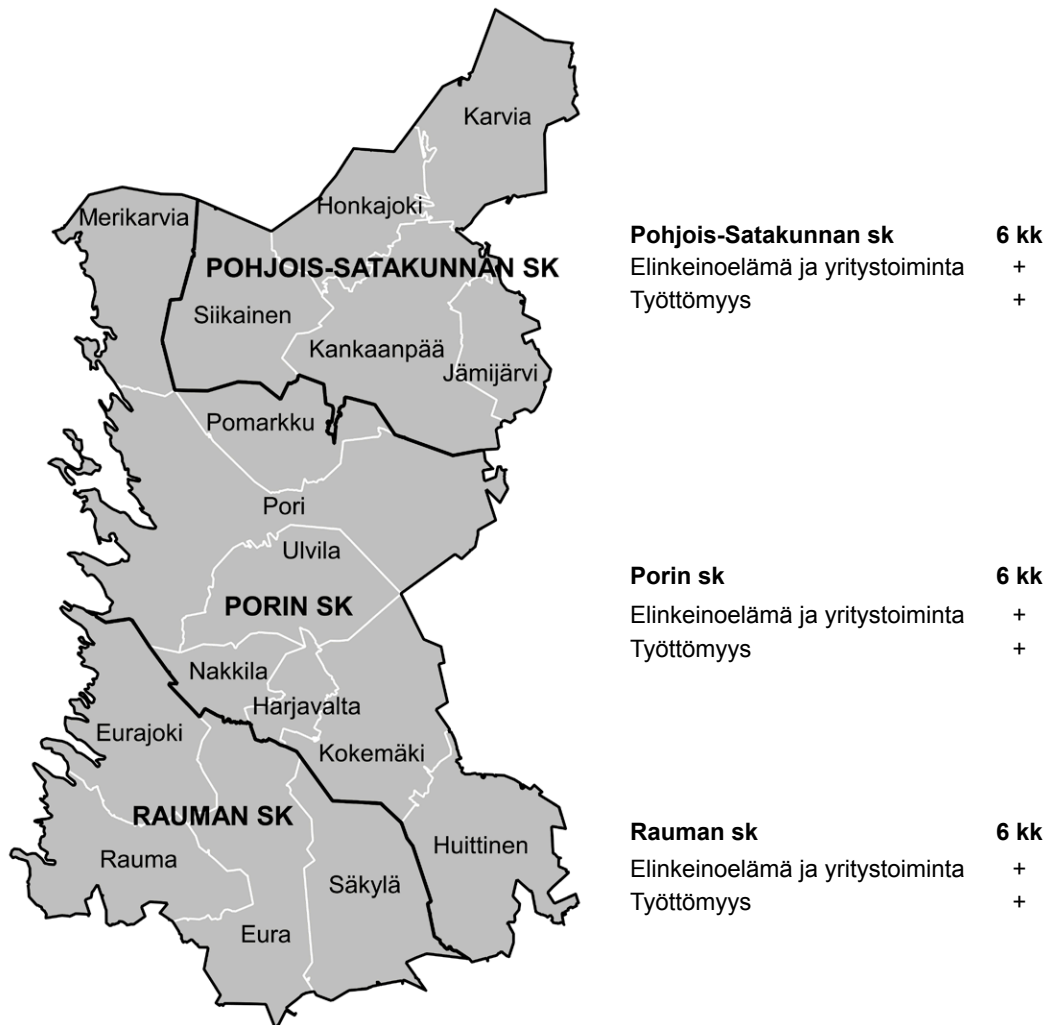 Karvia
Honkajoki
Merikarvia
POHJOIS-SATAKUNNAN SK
Siikainen
Kankaanpää
Jämijärvi
Pomarkku
Pori
Ulvila
PORIN SK
Nakkila
Harjavalta
Eurajoki
Kokemäki
RAUMAN SK
Huittinen
Rauma
Säkylä
Eura
Pohjois-Satakunnan sk 6 kk
Elinkeinoelämä ja yritystoiminta +
Työttömyys +
Porin sk 6 kk
Elinkeinoelämä ja yritystoiminta +
Työttömyys +
Rauman sk 6 kk
Elinkeinoelämä ja yritystoiminta +
Työttömyys +